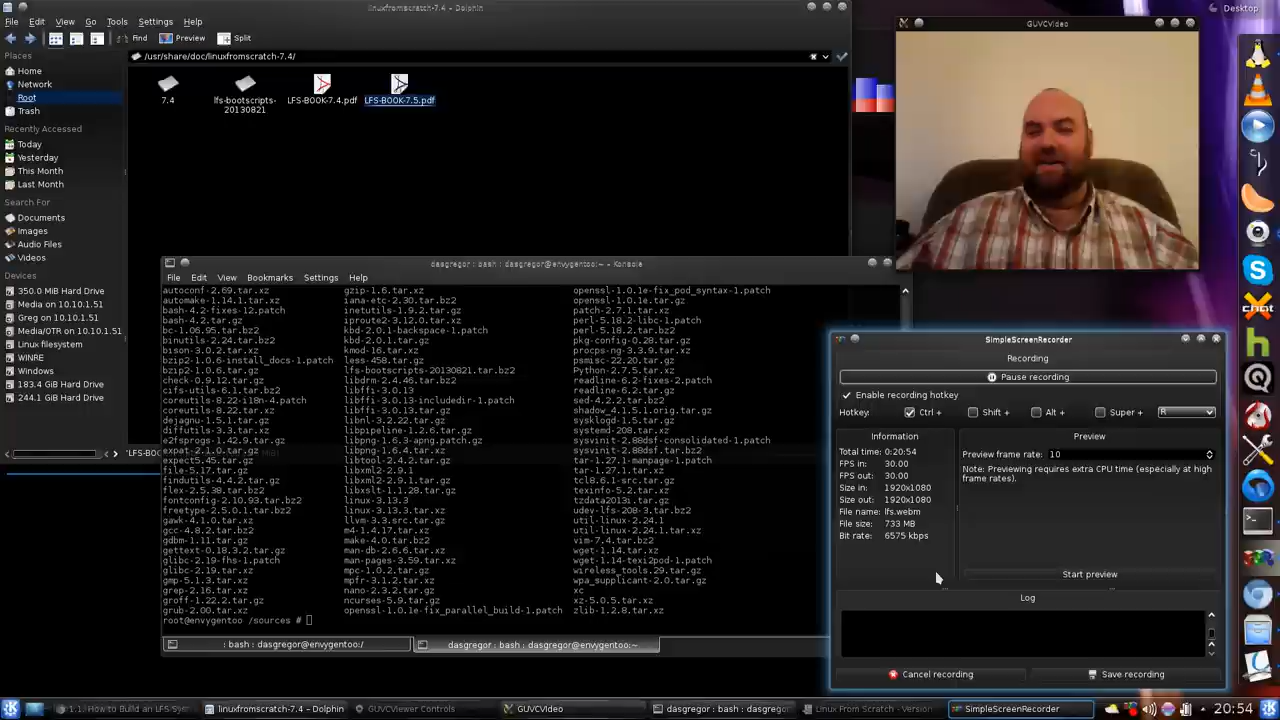 linuxfromscratch-7.4 – Dolphin
Desktop
File Edit View Go Tools Settings Help
Find Preview Split
Places
/usr/share/doc/linuxfromscratch-7.4/
Home
Network
Root
Trash
7.4
lfs-bootscripts-
20130821
LFS-BOOK-7.4.pdf
LFS-BOOK-7.5.pdf
Recently Accessed
Today
Yesterday
This Month
Last Month
Search For
Documents
Images
Audio Files
Videos
Devices
350.0 MiB Hard Drive
Media on 10.10.1.51
Greg on 10.10.1.51
Media/OTR on 10.10.1.51
Linux filesystem
WINRE
Windows
183.4 GiB Hard Drive
244.1 GiB Hard Drive
GUVCVideo
dasgregor : bash : dasgregor@envygentoo:~ – Konsole
File Edit View Bookmarks Settings Help
autoconf-2.69.tar.xz gzip-1.6.tar.xz openssl-1.0.1e-fix_pod_syntax-1.patch
automake-1.14.1.tar.xz iana-etc-2.30.tar.bz2 openssl-1.0.1e.tar.gz
bash-4.2-fixes-12.patch inetutils-1.9.2.tar.gz patch-2.7.1.tar.xz
bash-4.2.tar.gz iproute2-3.12.0.tar.xz perl-5.18.2-libc-1.patch
bc-1.06.95.tar.bz2 kbd-2.0.1-backspace-1.patch perl-5.18.2.tar.bz2
binutils-2.24.tar.bz2 kbd-2.0.1.tar.gz pkg-config-0.28.tar.gz
bison-3.0.2.tar.xz kmod-16.tar.xz procps-ng-3.3.9.tar.xz
bzip2-1.0.6-install_docs-1.patch less-458.tar.gz psmisc-22.20.tar.gz
bzip2-1.0.6.tar.gz lfs-bootscripts-20130821.tar.bz2 Python-2.7.5.tar.xz
check-0.9.12.tar.gz libdrm-2.4.46.tar.bz2 readline-6.2-fixes-2.patch
cifs-utils-6.1.tar.bz2 libffi-3.0.13 readline-6.2.tar.gz
coreutils-8.22-i18n-4.patch libffi-3.0.13-includedir-1.patch sed-4.2.2.tar.bz2
coreutils-8.22.tar.xz libffi-3.0.13.tar.gz shadow_4.1.5.1.orig.tar.gz
dejagnu-1.5.1.tar.gz libnl-3.2.22.tar.gz sysklogd-1.5.tar.gz
diffutils-3.3.tar.xz libpipeline-1.2.6.tar.gz systemd-208.tar.xz
e2fsprogs-1.42.9.tar.gz libpng-1.6.3-apng.patch.gz sysvinit-2.88dsf-consolidated-1.patch
expat-2.1.0.tar.gz libpng-1.6.4.tar.xz sysvinit-2.88dsf.tar.bz2
expect5.45.tar.gz libtool-2.4.2.tar.gz tar-1.27.1-manpage-1.patch
file-5.17.tar.gz libxml2-2.9.1 tar-1.27.1.tar.xz
findutils-4.4.2.tar.gz libxml2-2.9.1.tar.gz tcl8.6.1-src.tar.gz
flex-2.5.38.tar.bz2 libxslt-1.1.28.tar.gz texinfo-5.2.tar.xz
fontconfig-2.10.93.tar.bz2 linux-3.13.3 tzdata2013i.tar.gz
freetype-2.5.0.1.tar.bz2 linux-3.13.3.tar.xz udev-lfs-208-3.tar.bz2
gawk-4.1.0.tar.xz llvm-3.3.src.tar.gz util-linux-2.24.1
gcc-4.8.2.tar.bz2 m4-1.4.17.tar.xz util-linux-2.24.1.tar.xz
gdbm-1.11.tar.gz make-4.0.tar.bz2 vim-7.4.tar.bz2
gettext-0.18.3.2.tar.gz man-db-2.6.6.tar.xz wget-1.14.tar.xz
glibc-2.19-fhs-1.patch man-pages-3.59.tar.xz wget-1.14-texi2pod-1.patch
glibc-2.19.tar.xz mpc-1.0.2.tar.gz wireless_tools.29.tar.gz
gmp-5.1.3.tar.xz mpfr-3.1.2.tar.xz wpa_supplicant-2.0.tar.gz
grep-2.16.tar.xz nano-2.3.2.tar.gz xc
groff-1.22.2.tar.gz ncurses-5.9.tar.gz xz-5.0.5.tar.xz
grub-2.00.tar.xz openssl-1.0.1e-fix_parallel_build-1.patch zlib-1.2.8.tar.xz
root@envygentoo /sources #
: bash : dasgregor@envygentoo:/
dasgregor : bash : dasgregor@envygentoo:~
SimpleScreenRecorder
Recording
Pause recording
Enable recording hotkey
Hotkey: Ctrl + Shift + Alt + Super + R
Information
Total time: 0:20:54
FPS in: 30.00
FPS out: 30.00
Size in: 1920x1080
Size out: 1920x1080
File name: lfs.webm
File size: 733 MB
Bit rate: 6575 kbps
Preview
Preview frame rate: 10
Note: Previewing requires extra CPU time (especially at high
frame rates).
Start preview
Log
Cancel recording
Save recording
1.1. How to Build an LFS Sys
linuxfromscratch-7.4 – Dolphin
GUVCViewer Controls
GUVCVideo
dasgregor : bash : dasgregor@
Linux From Scratch - Version
SimpleScreenRecorder
20:54